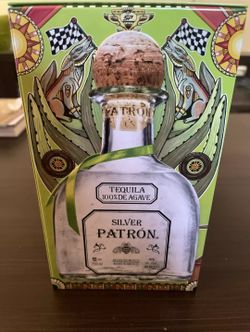 PATRÓN
TEQUILA
100% DE AGAVE
SILVER
PATRÓN